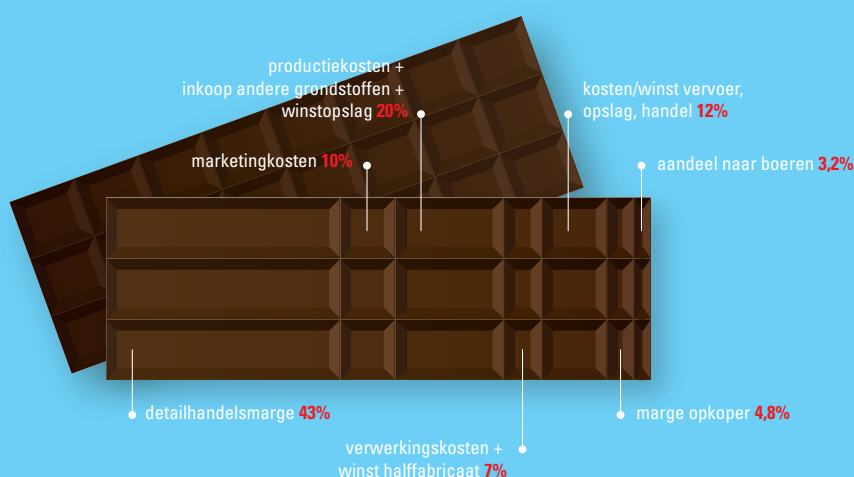 productiekosten +
inkoop andere grondstoffen +
winstopslag 20%
kosten/winst vervoer,
opslag, handel 12%
marketingkosten 10%
aandeel naar boeren 3,2%
detailhandelsmarge 43%
marge opkoper 4,8%
verwerkingskosten +
winst halffabricaat 7%